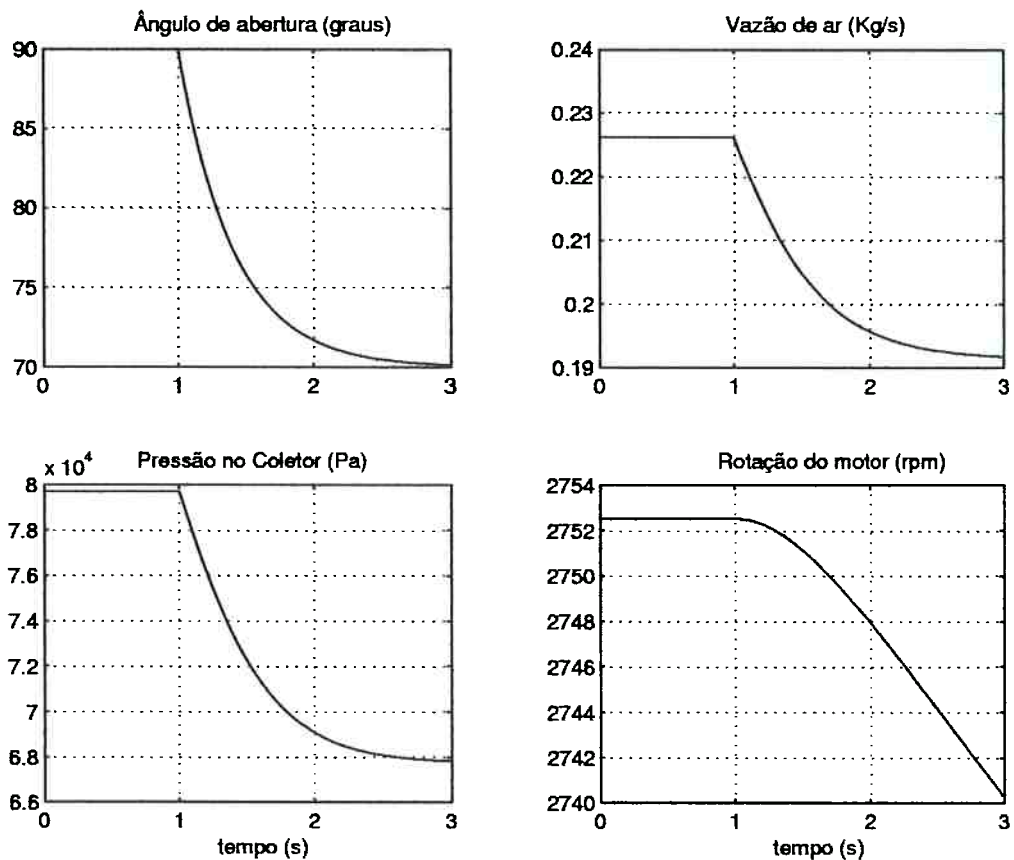 Ângulo de abertura (graus)
90
85
80
75
70
0 1 2 3
Vazão de ar (Kg/s)
0.24
0.23
0.22
0.21
0.2
0.19
0 1 2 3
Pressão no Coletor (Pa)
x 10⁴
8
7.8
7.6
7.4
7.2
7
6.8
6.6
0 1 2 3
tempo (s)
Rotação do motor (rpm)
2754
2752
2750
2748
2746
2744
2742
2740
0 1 2 3
tempo (s)